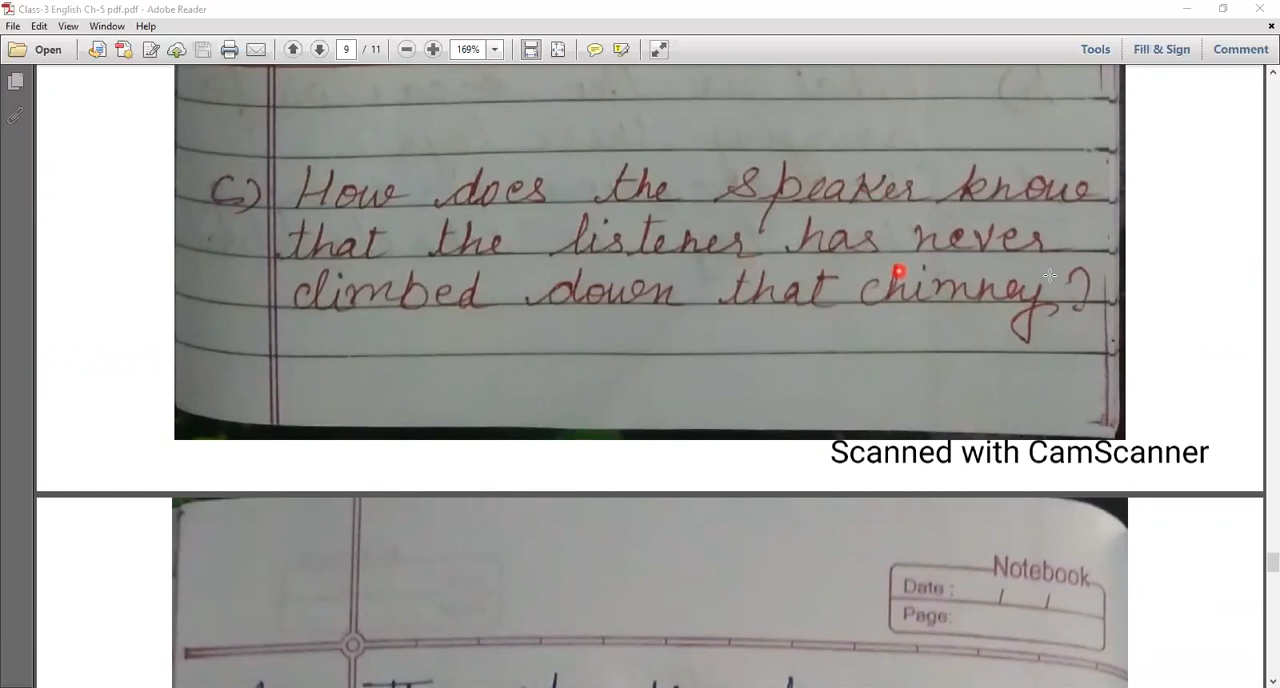 Class-3 English Ch-5 pdf.pdf - Adobe Reader
File Edit View Window Help
Open 9 / 11 169% Tools Fill & Sign Comment
C) How does the speaker know
that the listener has never
climbed down that chimney?
Scanned with CamScanner
Notebook
Date : / /
Page: